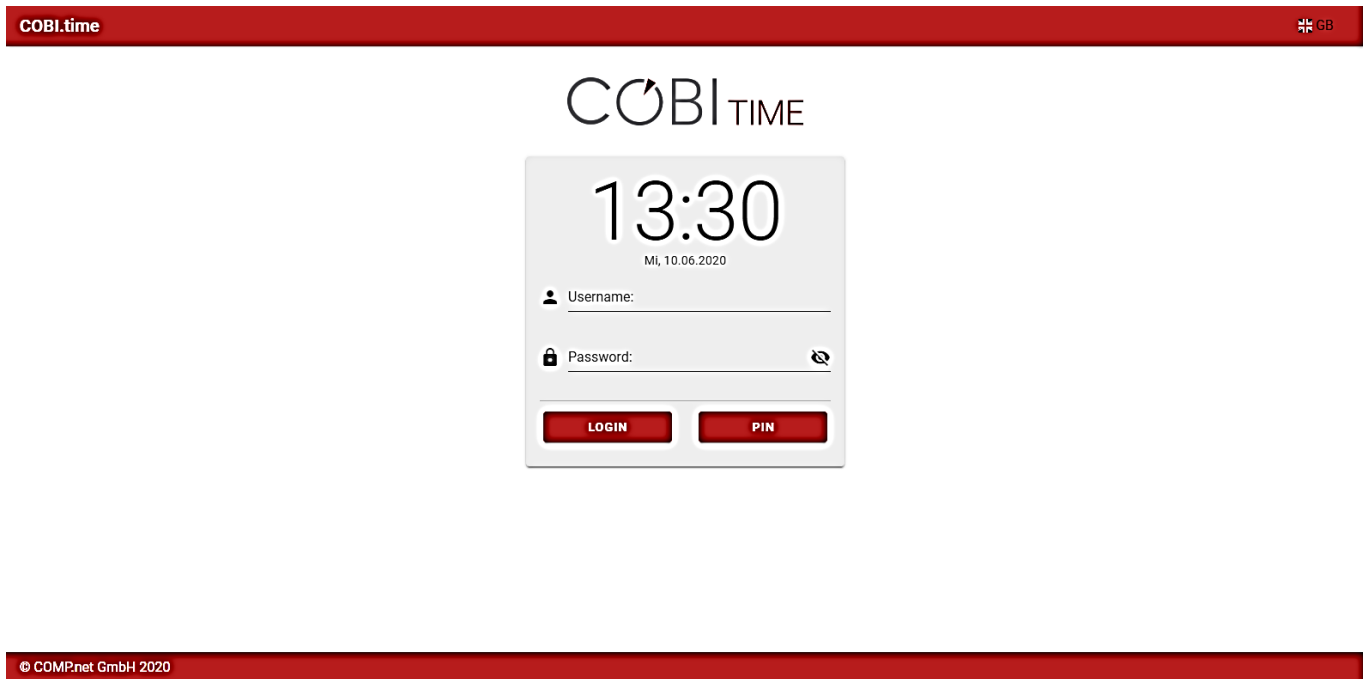 COBI.time
GB
COBI TIME
13:30
Mi, 10.06.2020
Username:
Password:
LOGIN
PIN
© COMP.net GmbH 2020